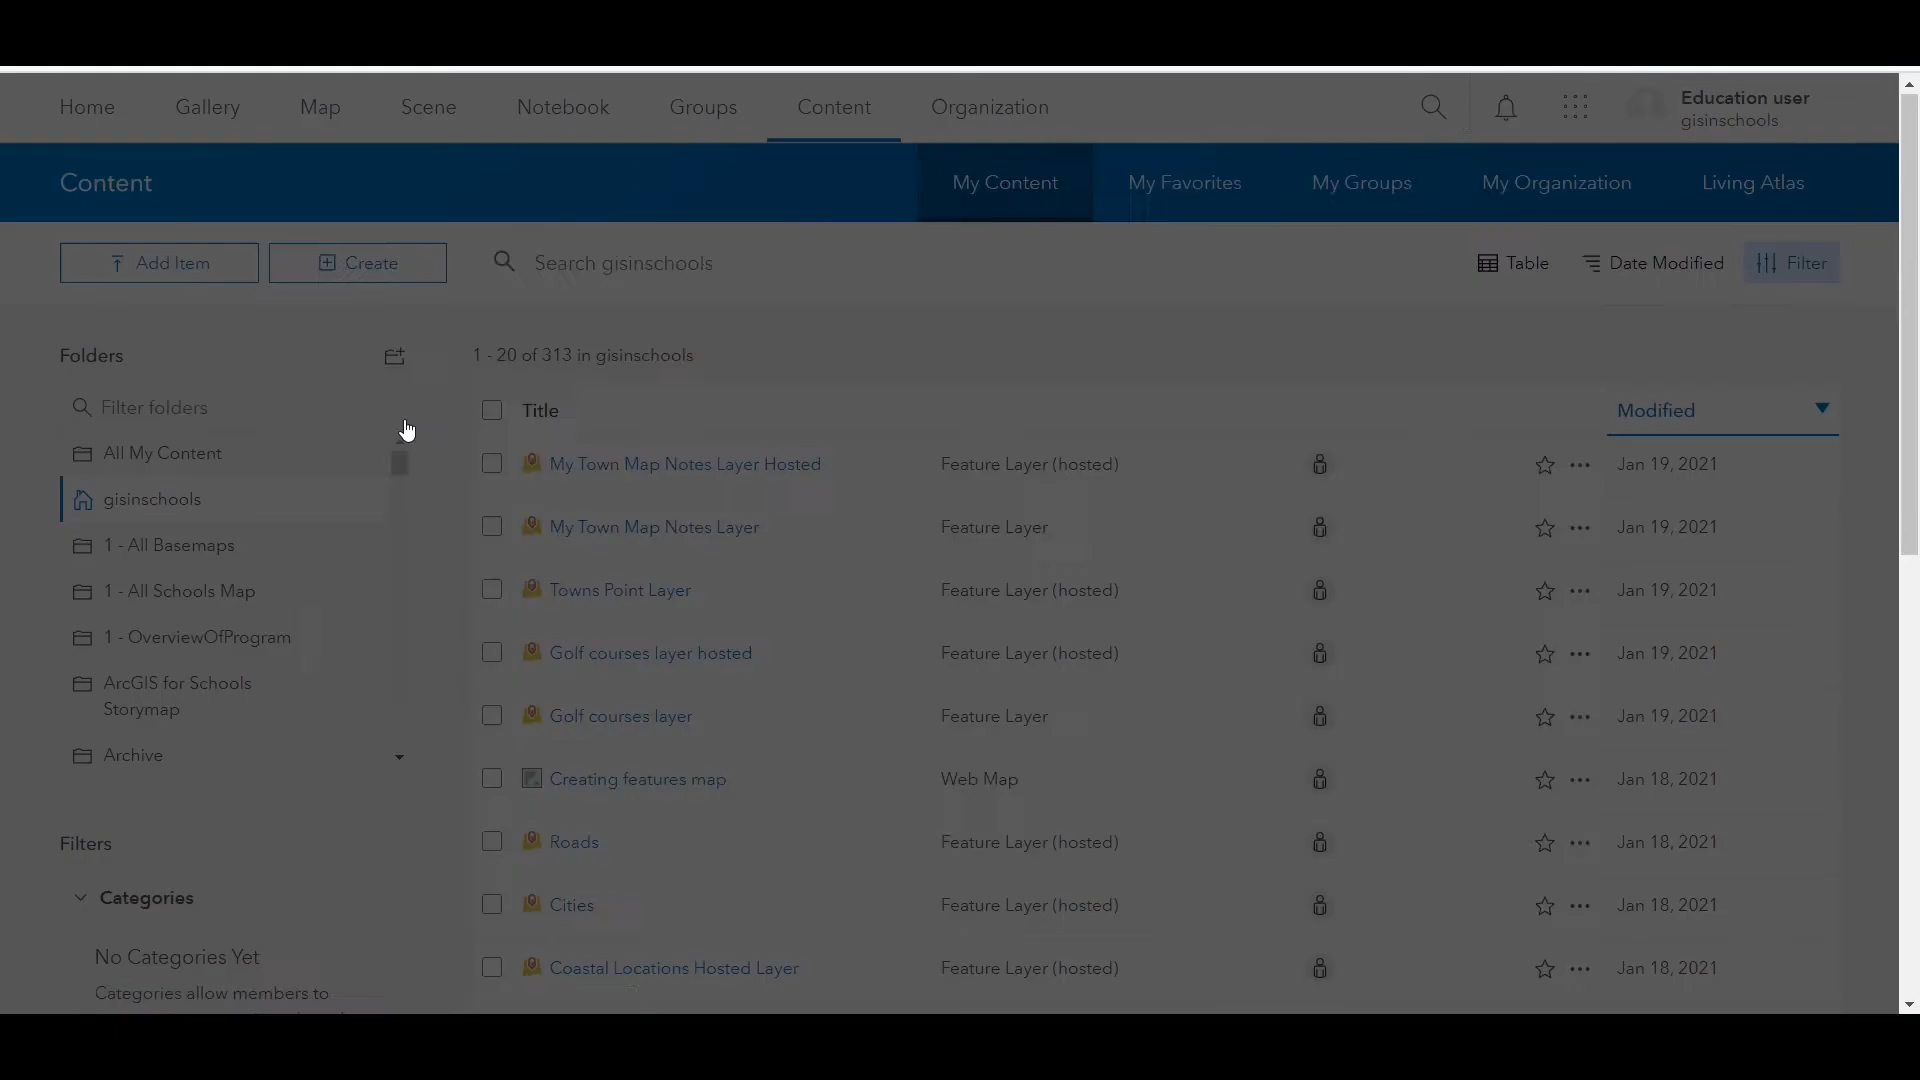 Home Gallery Map Scene Notebook Groups Content Organization
Education user
gisinschools
Content My Content My Favorites My Groups My Organization Living Atlas
Add Item Create Search gisinschools Table Date Modified Filter
Folders
1 - 20 of 313 in gisinschools
Filter folders
Title Modified
All My Content
My Town Map Notes Layer Hosted Feature Layer (hosted) Jan 19, 2021
gisinschools
My Town Map Notes Layer Feature Layer Jan 19, 2021
1 - All Basemaps
1 - All Schools Map
Towns Point Layer Feature Layer (hosted) Jan 19, 2021
1 - OverviewOfProgram
Golf courses layer hosted Feature Layer (hosted) Jan 19, 2021
ArcGIS for Schools
Storymap
Golf courses layer Feature Layer Jan 19, 2021
Archive
Creating features map Web Map Jan 18, 2021
Filters
Roads Feature Layer (hosted) Jan 18, 2021
Categories
Cities Feature Layer (hosted) Jan 18, 2021
No Categories Yet
Coastal Locations Hosted Layer Feature Layer (hosted) Jan 18, 2021
Categories allow members to